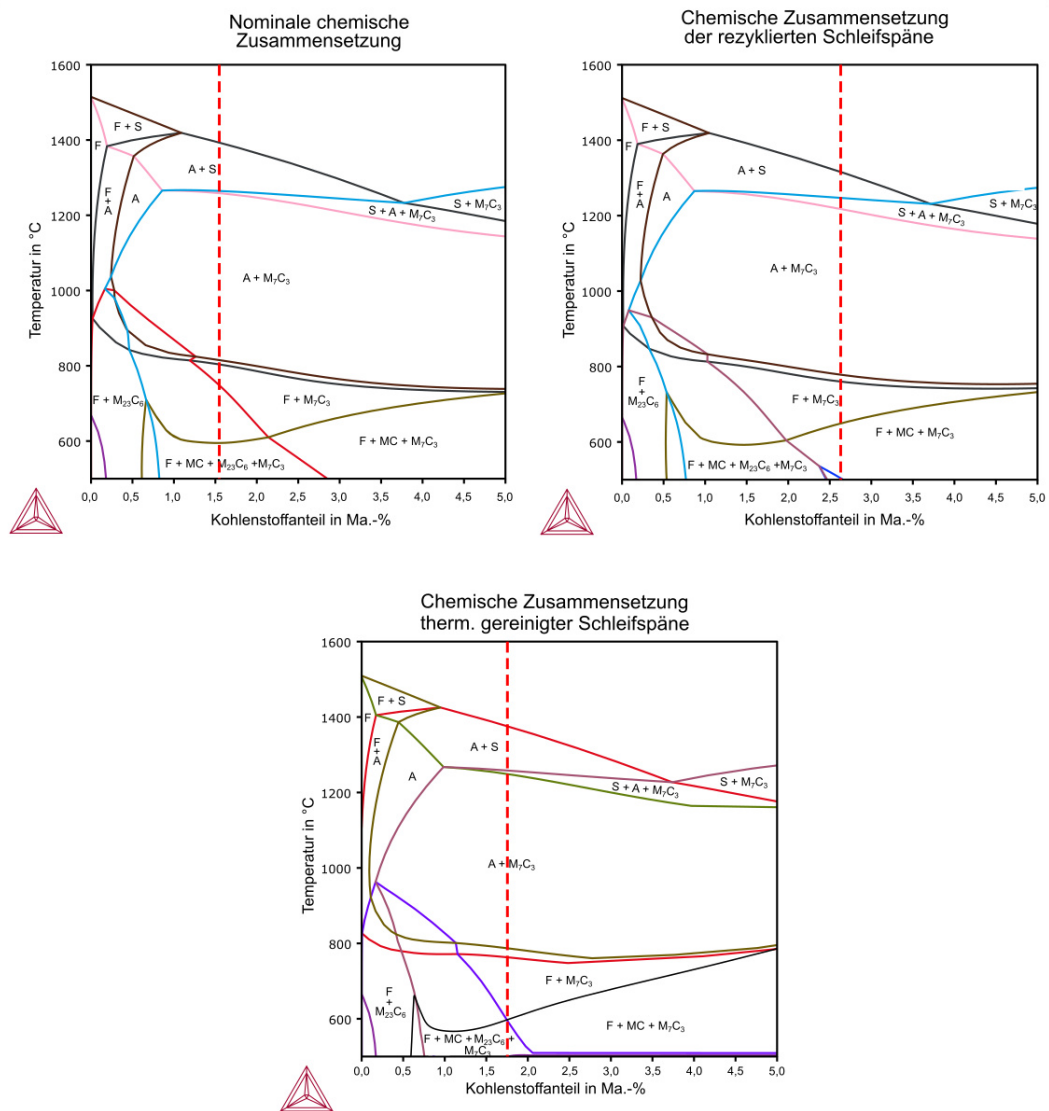 Nominale chemische
Zusammensetzung
1600
1400
1200
1000
800
600
Temperatur in °C
F + S
F
A + S
F
+
A
A
S + M₇C₃
S + A + M₇C₃
A + M₇C₃
F + M₂₃C₆
F + M₇C₃
F + MC + M₇C₃
F + MC + M₂₃C₆ +M₇C₃
0,0 0,5 1,0 1,5 2,0 2,5 3,0 3,5 4,0 4,5 5,0
Kohlenstoffanteil in Ma.-%
Chemische Zusammensetzung
der rezyklierten Schleifspäne
1600
1400
1200
1000
800
600
Temperatur in °C
F + S
F
A + S
F
+
A
A
S + M₇C₃
S + A + M₇C₃
A + M₇C₃
F
+
M₂₃C₆
F + M₇C₃
F + MC + M₇C₃
F + MC + M₂₃C₆ +M₇C₃
0,0 0,5 1,0 1,5 2,0 2,5 3,0 3,5 4,0 4,5 5,0
Kohlenstoffanteil in Ma.-%
Chemische Zusammensetzung
therm. gereinigter Schleifspäne
1600
1400
1200
1000
800
600
Temperatur in °C
F + S
F
A + S
F
+
A
A
S + M₇C₃
S + A + M₇C₃
A + M₇C₃
F + M₇C₃
F
+
M₂₃C₆
F + MC + M₇C₃
F + MC + M₂₃C₆ +
M₇C₃
0,0 0,5 1,0 1,5 2,0 2,5 3,0 3,5 4,0 4,5 5,0
Kohlenstoffanteil in Ma.-%